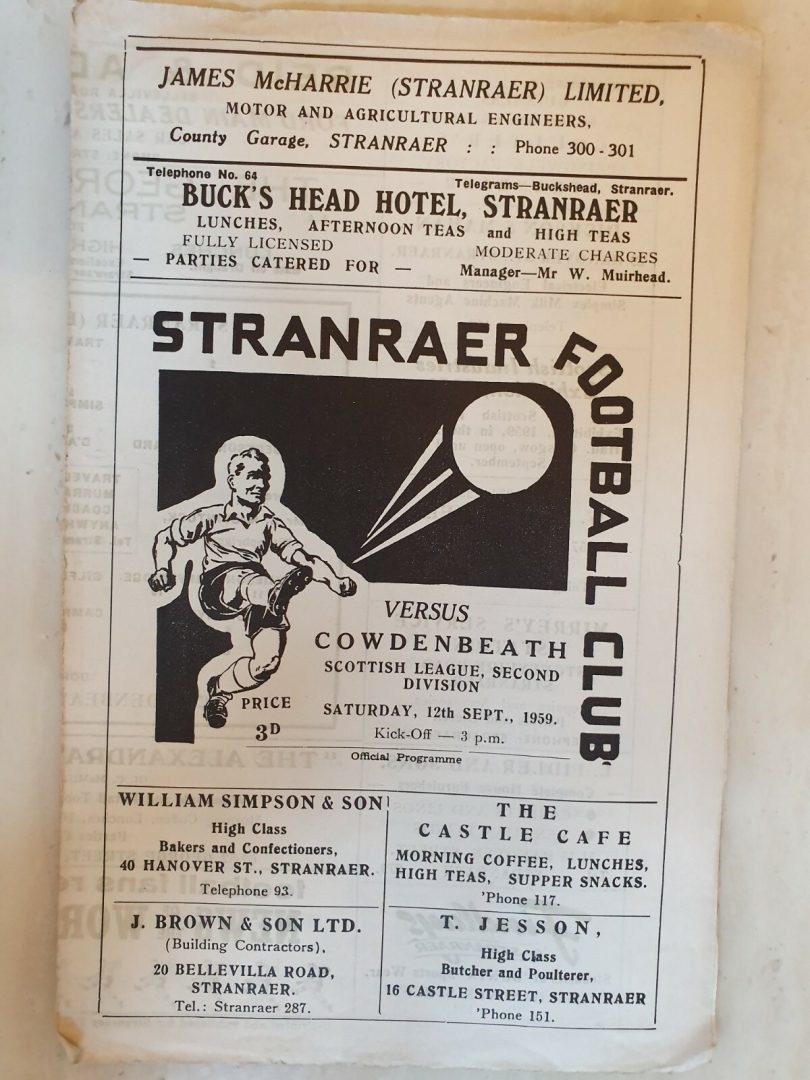 JAMES McHARRIE (STRANRAER) LIMITED,
MOTOR AND AGRICULTURAL ENGINEERS,
County Garage, STRANRAER : : Phone 300-301
Telephone No. 64 Telegrams—Buckshead, Stranraer.
BUCK'S HEAD HOTEL, STRANRAER
LUNCHES, AFTERNOON TEAS and HIGH TEAS
FULLY LICENSED MODERATE CHARGES
— PARTIES CATERED FOR — Manager—Mr W. Muirhead.
STRANRAER FOOTBALL CLUB
VERSUS
COWDENBEATH
SCOTTISH LEAGUE, SECOND
DIVISION
PRICE
3D
SATURDAY, 12th SEPT., 1959.
Kick-Off — 3 p.m.
Official Programme
WILLIAM SIMPSON & SON
High Class
Bakers and Confectioners,
40 HANOVER ST., STRANRAER.
Telephone 93.
THE
CASTLE CAFE
MORNING COFFEE, LUNCHES,
HIGH TEAS, SUPPER SNACKS.
'Phone 117.
J. BROWN & SON LTD.
(Building Contractors),
20 BELLEVILLA ROAD,
STRANRAER.
Tel.: Stranraer 287.
T. JESSON,
High Class
Butcher and Poulterer,
16 CASTLE STREET, STRANRAER
'Phone 151.